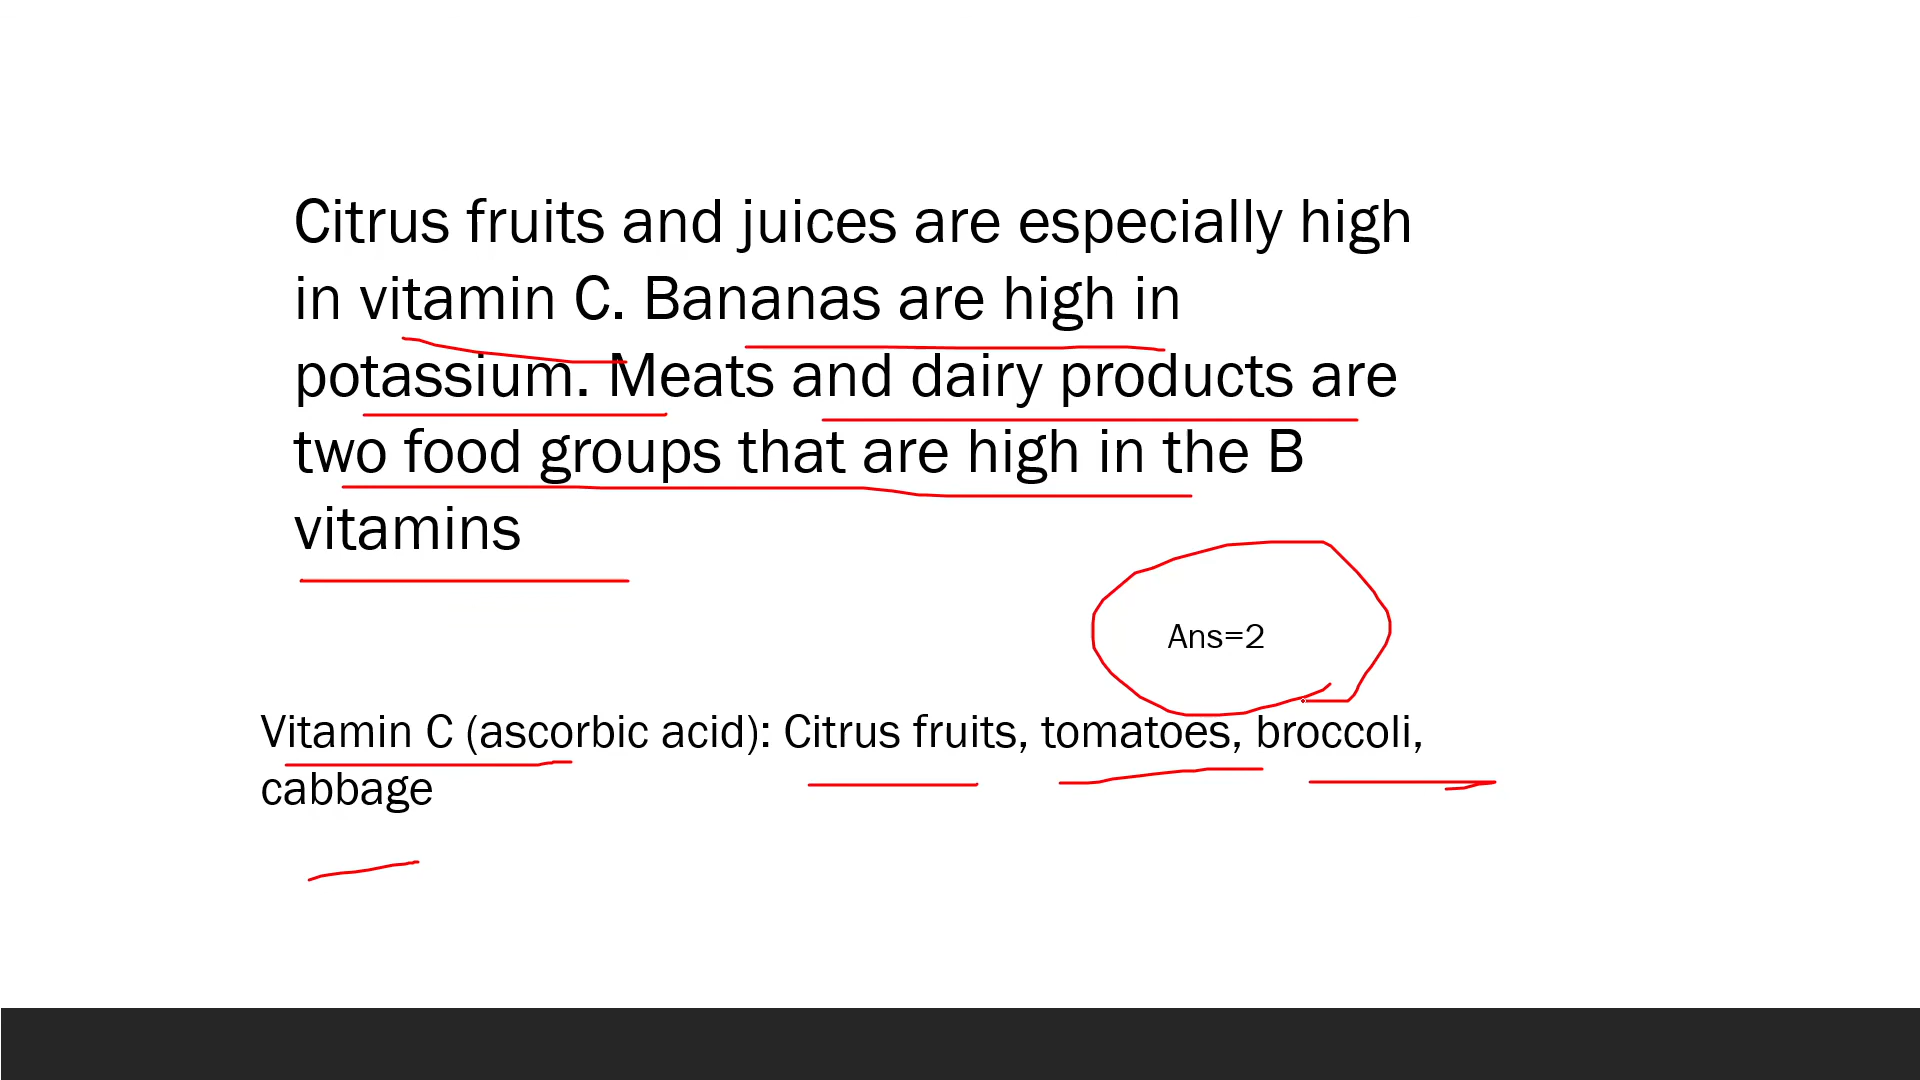 Citrus fruits and juices are especially high
in vitamin C. Bananas are high in
potassium. Meats and dairy products are
two food groups that are high in the B
vitamins
Ans=2
Vitamin C (ascorbic acid): Citrus fruits, tomatoes, broccoli,
cabbage